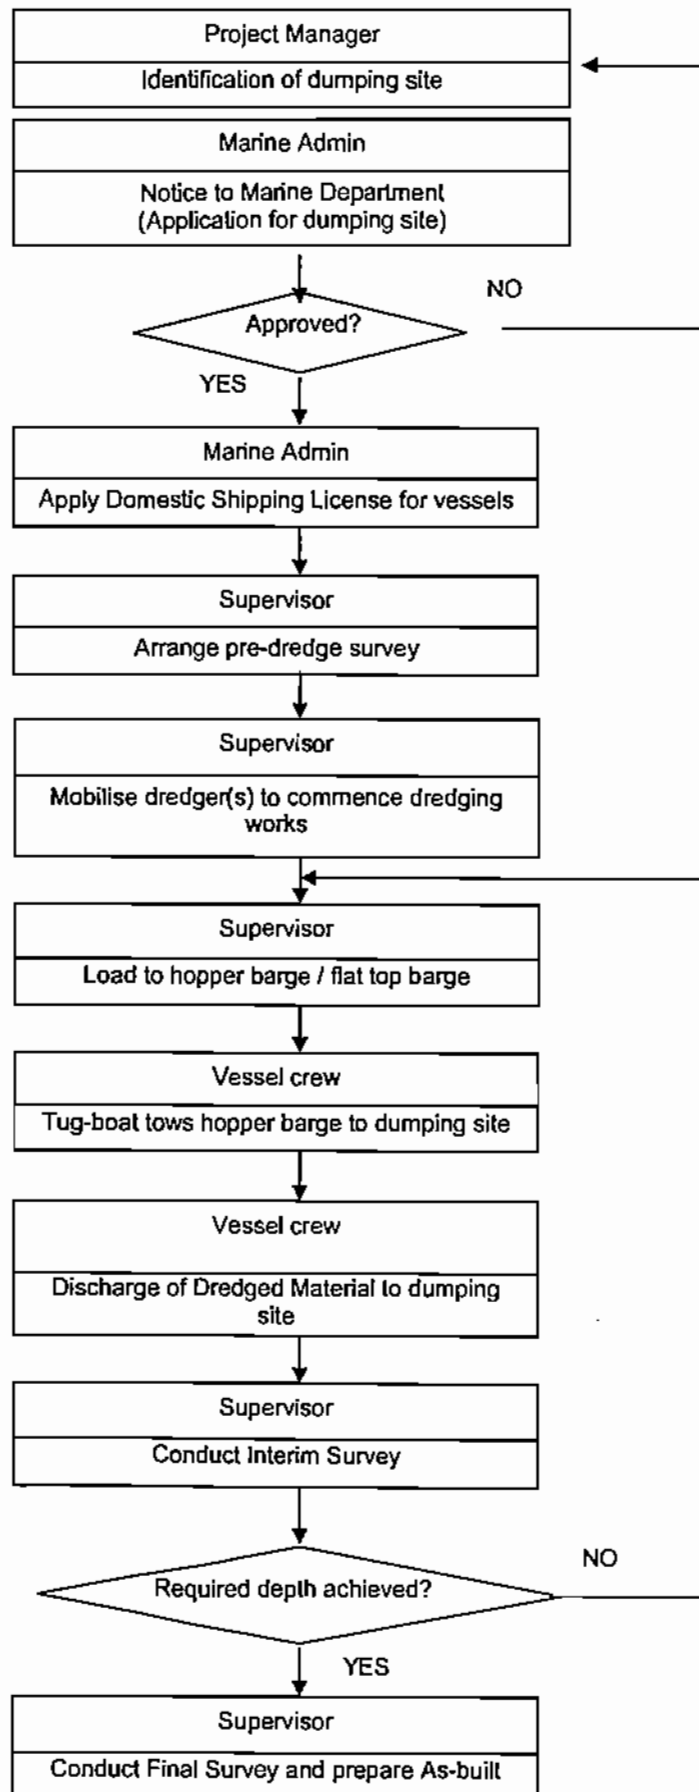 Project Manager
Identification of dumping site
Marine Admin
Notice to Marine Department
(Application for dumping site)
NO
Approved?
YES
Marine Admin
Apply Domestic Shipping License for vessels
Supervisor
Arrange pre-dredge survey
Supervisor
Mobilise dredger(s) to commence dredging
works
Supervisor
Load to hopper barge / flat top barge
Vessel crew
Tug-boat tows hopper barge to dumping site
Vessel crew
Discharge of Dredged Material to dumping
site
Supervisor
Conduct Interim Survey
NO
Required depth achieved?
YES
Supervisor
Conduct Final Survey and prepare As-built